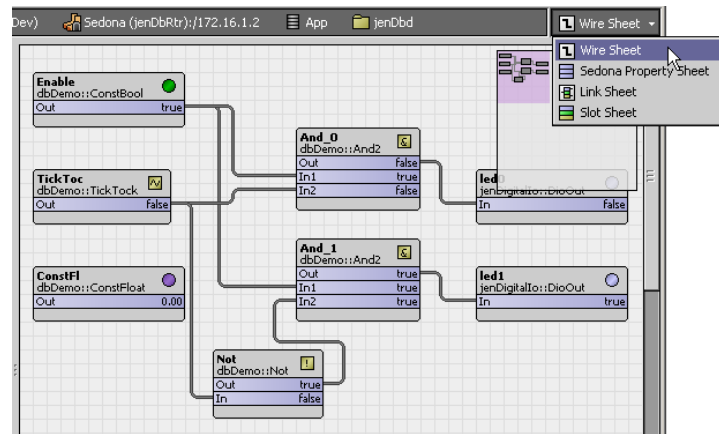 Dev) Sedona (jenDbRtr):/172.16.1.2 App jenDbd Wire Sheet
Wire Sheet
Sedona Property Sheet
Link Sheet
Slot Sheet
Enable
dbDemo::ConstBool
Out true
TickToc
dbDemo::TickTock
Out false
ConstFl
dbDemo::ConstFloat
Out 0.00
And_0
dbDemo::And2
Out false
In1 true
In2 false
And_1
dbDemo::And2
Out true
In1 true
In2 true
Not
dbDemo::Not
Out true
In false
led0
jenDigitalIo::DioOut
In false
led1
jenDigitalIo::DioOut
In true